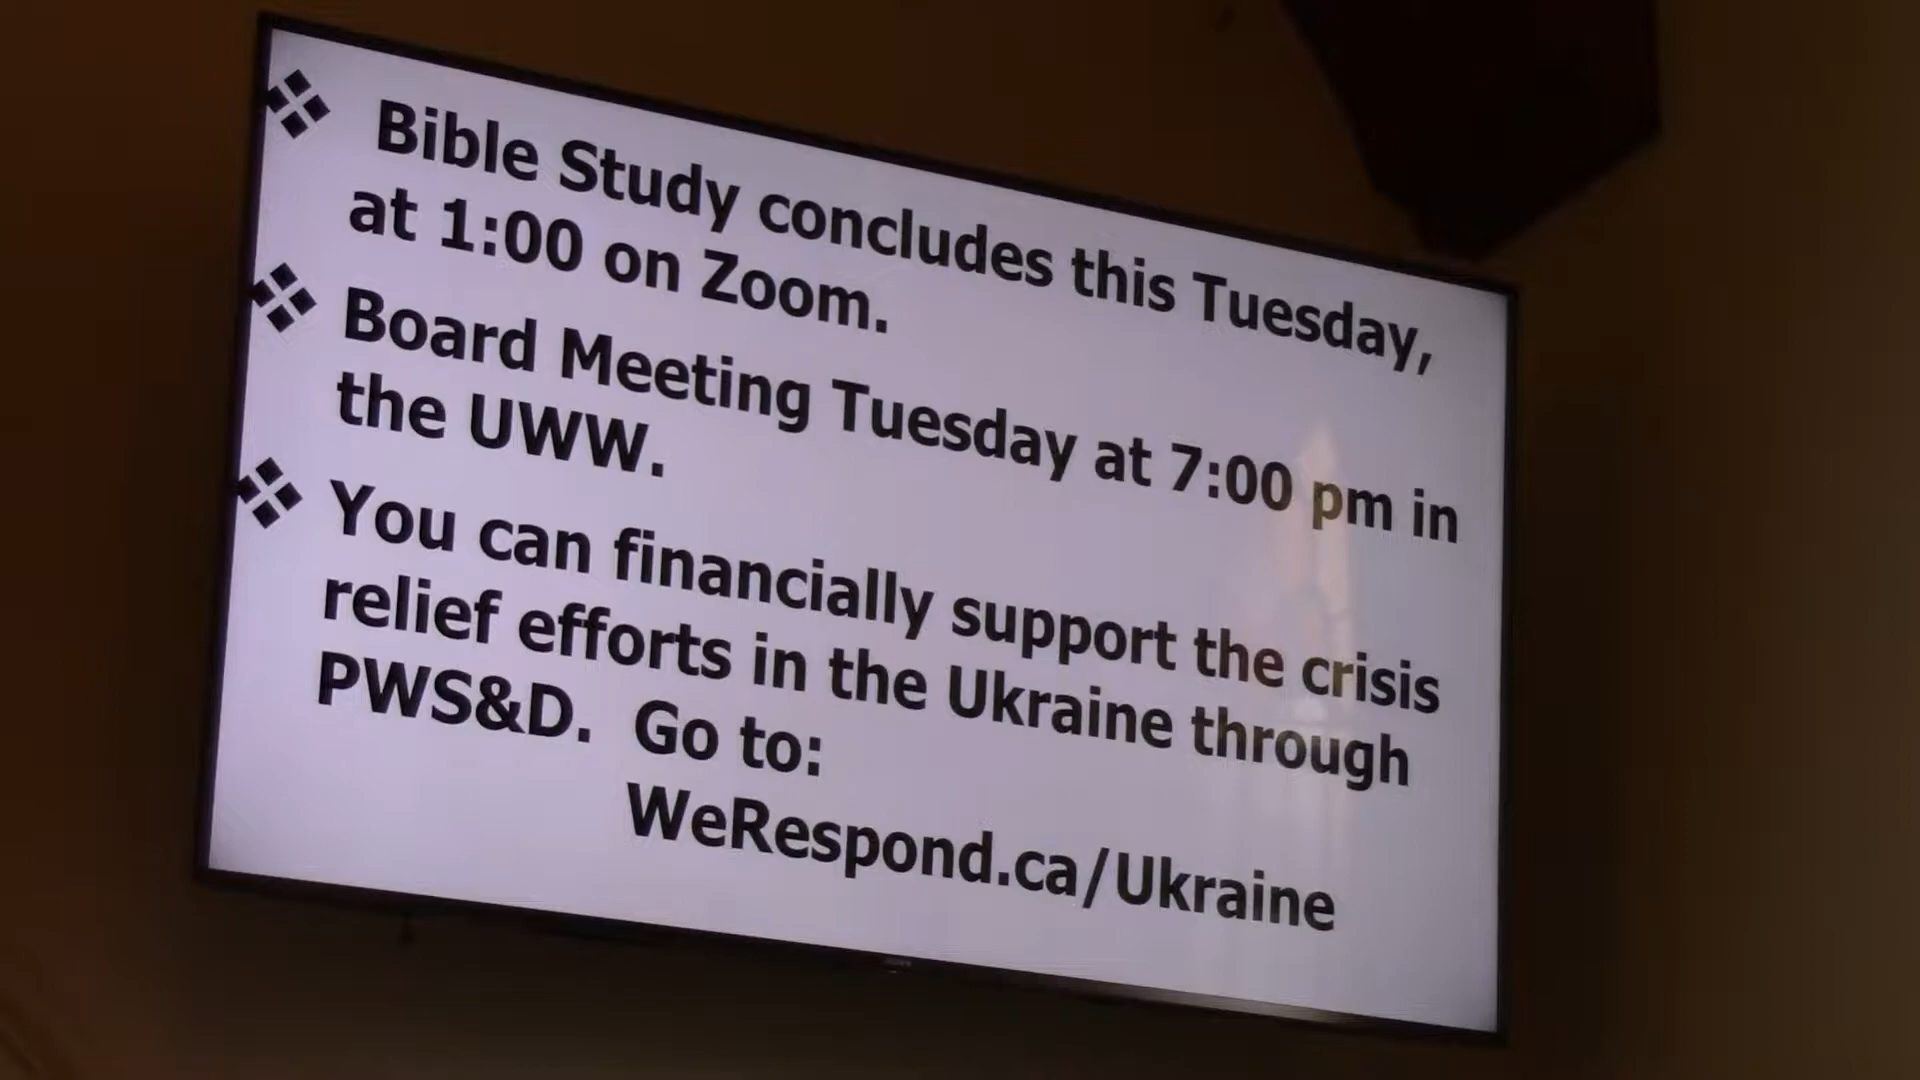 ❖ Bible Study concludes this Tuesday,
at 1:00 on Zoom.
❖ Board Meeting Tuesday at 7:00 pm in
the UWW.
❖ You can financially support the crisis
relief efforts in the Ukraine through
PWS&D. Go to:
WeRespond.ca/Ukraine